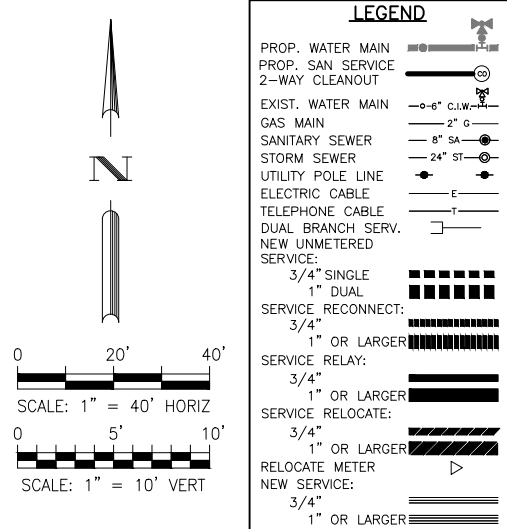 N
0 20' 40'
SCALE: 1" = 40' HORIZ
0 5' 10'
SCALE: 1" = 10' VERT
LEGEND
PROP. WATER MAIN
PROP. SAN SERVICE
2-WAY CLEANOUT CO
EXIST. WATER MAIN 6" C.I.W.
GAS MAIN 2" G
SANITARY SEWER 8" SA
STORM SEWER 24" ST
UTILITY POLE LINE
ELECTRIC CABLE E
TELEPHONE CABLE T
DUAL BRANCH SERV.
NEW UNMETERED
SERVICE:
3/4" SINGLE
1" DUAL
SERVICE RECONNECT:
3/4"
1" OR LARGER
SERVICE RELAY:
3/4"
1" OR LARGER
SERVICE RELOCATE:
3/4"
1" OR LARGER
RELOCATE METER
NEW SERVICE:
3/4"
1" OR LARGER